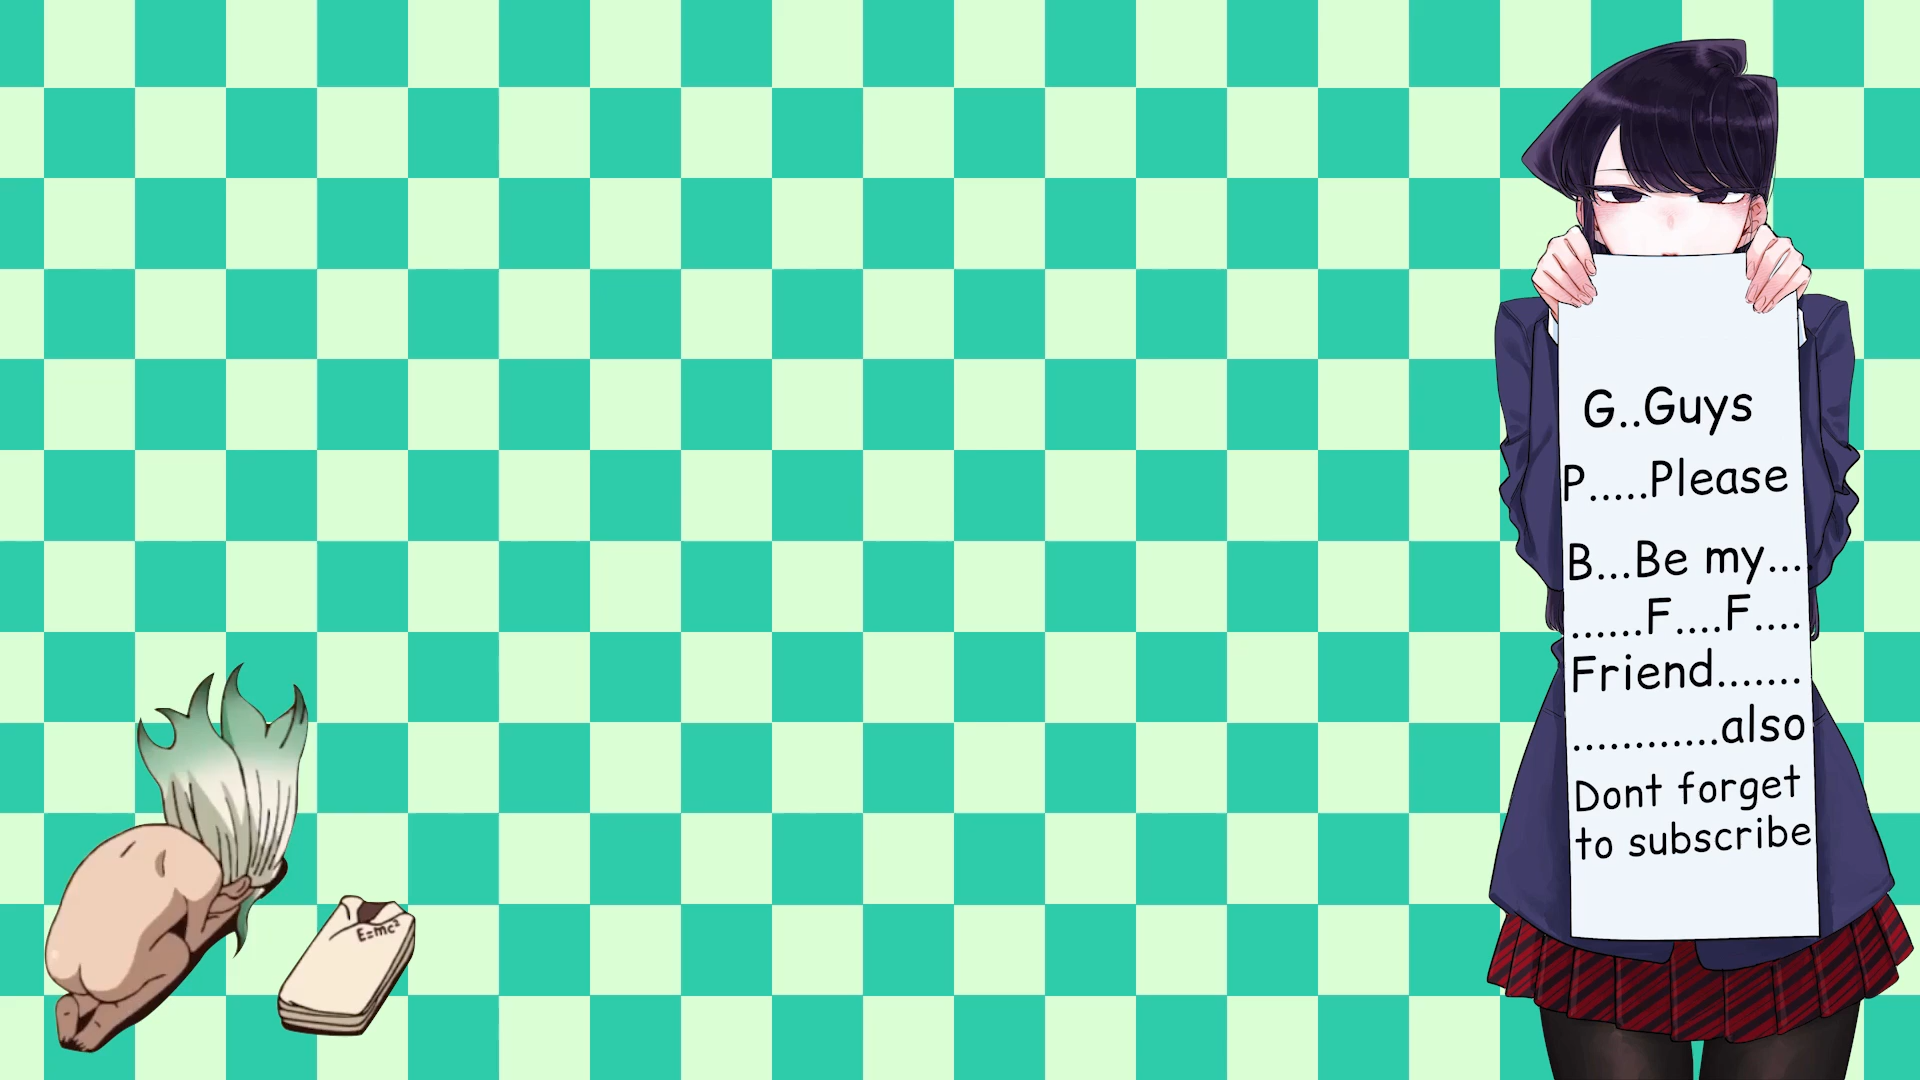 G..Guys
P.....Please
B...Be my....
......F....F....
Friend.......
............also
Dont forget
to subscribe
E=mc²